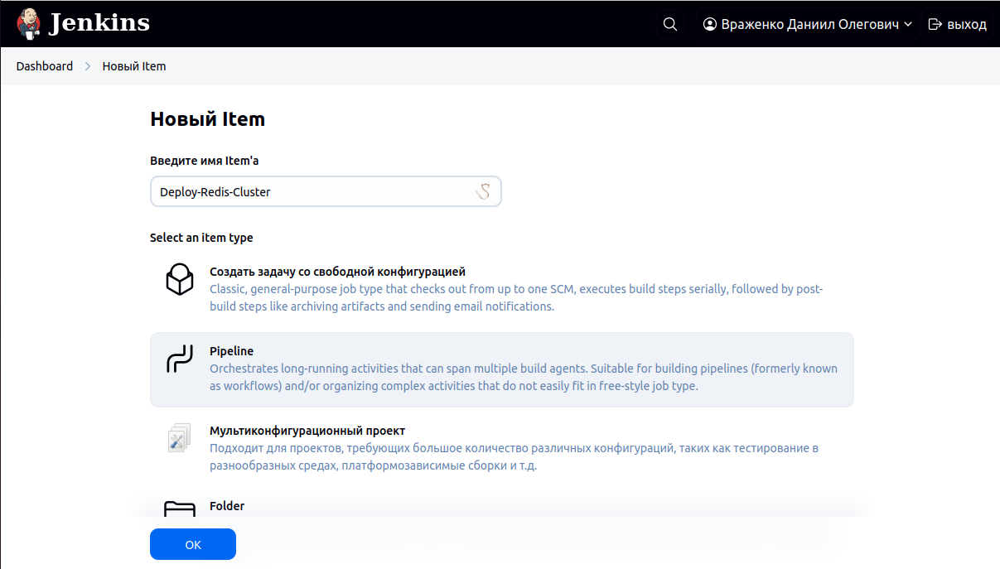 Jenkins
Враженко Даниил Олегович
выход
Dashboard
Новый Item
Новый Item
Введите имя Item'a
Deploy-Redis-Cluster
Select an item type
Создать задачу со свободной конфигурацией
Classic, general-purpose job type that checks out from up to one SCM, executes build steps serially, followed by post-
build steps like archiving artifacts and sending email notifications.
Pipeline
Orchestrates long-running activities that can span multiple build agents. Suitable for building pipelines (formerly known
as workflows) and/or organizing complex activities that do not easily fit in free-style job type.
Мультиконфигурационный проект
Подходит для проектов, требующих большое количество различных конфигураций, таких как тестирование в
разнообразных средах, платформозависимые сборки и т.д.
Folder
OK